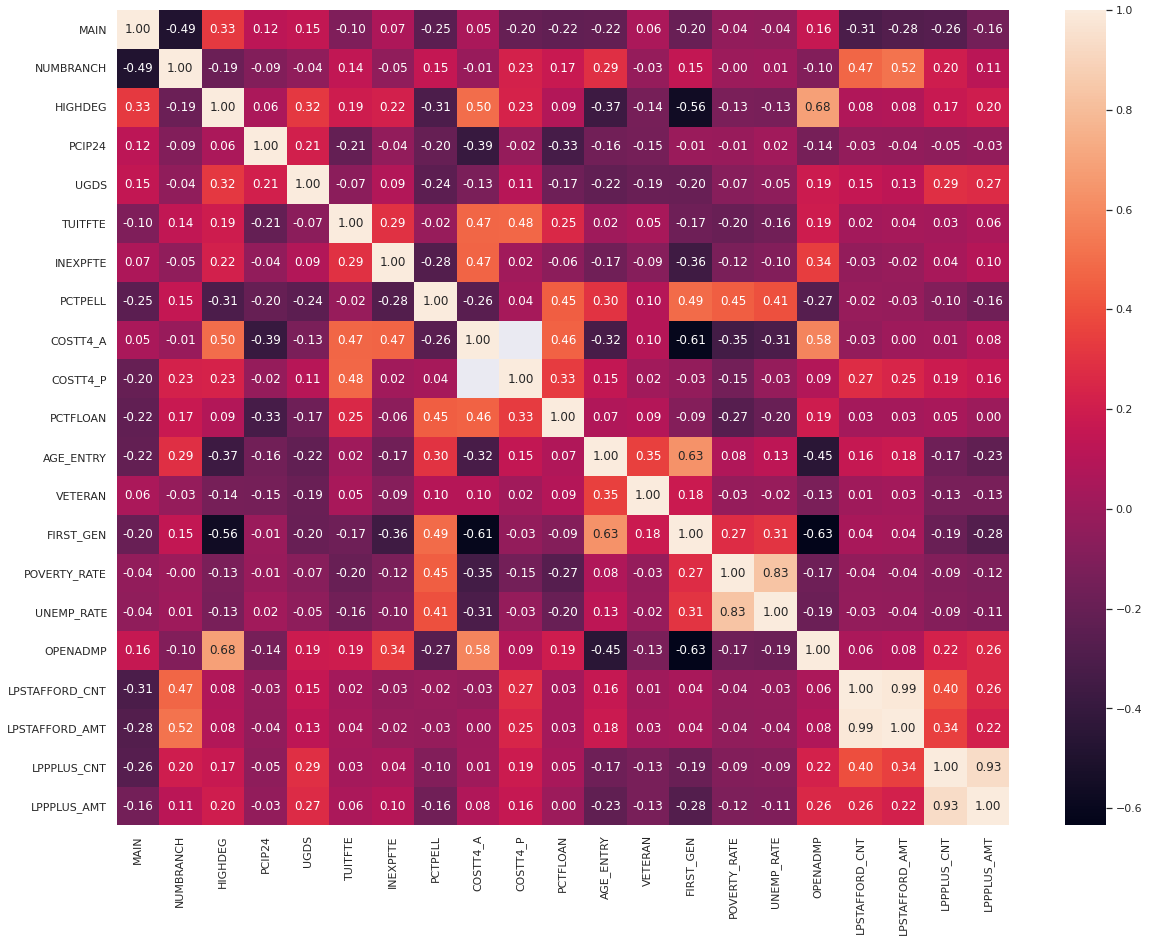 MAIN 1.00 -0.49 0.33 0.12 0.15 -0.10 0.07 -0.25 0.05 -0.20 -0.22 -0.22 0.06 -0.20 -0.04 -0.04 0.16 -0.31 -0.28 -0.26 -0.16
NUMBRANCH -0.49 1.00 -0.19 -0.09 -0.04 0.14 -0.05 0.15 -0.01 0.23 0.17 0.29 -0.03 0.15 -0.00 0.01 -0.10 0.47 0.52 0.20 0.11
HIGHDEG 0.33 -0.19 1.00 0.06 0.32 0.19 0.22 -0.31 0.50 0.23 0.09 -0.37 -0.14 -0.56 -0.13 -0.13 0.68 0.08 0.08 0.17 0.20
PCIP24 0.12 -0.09 0.06 1.00 0.21 -0.21 -0.04 -0.20 -0.39 -0.02 -0.33 -0.16 -0.15 -0.01 -0.01 0.02 -0.14 -0.03 -0.04 -0.05 -0.03
UGDS 0.15 -0.04 0.32 0.21 1.00 -0.07 0.09 -0.24 -0.13 0.11 -0.17 -0.22 -0.19 -0.20 -0.07 -0.05 0.19 0.15 0.13 0.29 0.27
TUITFTE -0.10 0.14 0.19 -0.21 -0.07 1.00 0.29 -0.02 0.47 0.48 0.25 0.02 0.05 -0.17 -0.20 -0.16 0.19 0.02 0.04 0.03 0.06
INEXPFTE 0.07 -0.05 0.22 -0.04 0.09 0.29 1.00 -0.28 0.47 0.02 -0.06 -0.17 -0.09 -0.36 -0.12 -0.10 0.34 -0.03 -0.02 0.04 0.10
PCTPELL -0.25 0.15 -0.31 -0.20 -0.24 -0.02 -0.28 1.00 -0.26 0.04 0.45 0.30 0.10 0.49 0.45 0.41 -0.27 -0.02 -0.03 -0.10 -0.16
COSTT4_A 0.05 -0.01 0.50 -0.39 -0.13 0.47 0.47 -0.26 1.00 0.46 -0.32 0.10 -0.61 -0.35 -0.31 0.58 -0.03 0.00 0.01 0.08
COSTT4_P -0.20 0.23 0.23 -0.02 0.11 0.48 0.02 0.04 1.00 0.33 0.15 0.02 -0.03 -0.15 -0.03 0.09 0.27 0.25 0.19 0.16
PCTFLOAN -0.22 0.17 0.09 -0.33 -0.17 0.25 -0.06 0.45 0.46 0.33 1.00 0.07 0.09 -0.09 -0.27 -0.20 0.19 0.03 0.03 0.05 0.00
AGE_ENTRY -0.22 0.29 -0.37 -0.16 -0.22 0.02 -0.17 0.30 -0.32 0.15 0.07 1.00 0.35 0.63 0.08 0.13 -0.45 0.16 0.18 -0.17 -0.23
VETERAN 0.06 -0.03 -0.14 -0.15 -0.19 0.05 -0.09 0.10 0.10 0.02 0.09 0.35 1.00 0.18 -0.03 -0.02 -0.13 0.01 0.03 -0.13 -0.13
FIRST_GEN -0.20 0.15 -0.56 -0.01 -0.20 -0.17 -0.36 0.49 -0.61 -0.03 -0.09 0.63 0.18 1.00 0.27 0.31 -0.63 0.04 0.04 -0.19 -0.28
POVERTY_RATE -0.04 -0.00 -0.13 -0.01 -0.07 -0.20 -0.12 0.45 -0.35 -0.15 -0.27 0.08 -0.03 0.27 1.00 0.83 -0.17 -0.04 -0.04 -0.09 -0.12
UNEMP_RATE -0.04 0.01 -0.13 0.02 -0.05 -0.16 -0.10 0.41 -0.31 -0.03 -0.20 0.13 -0.02 0.31 0.83 1.00 -0.19 -0.03 -0.04 -0.09 -0.11
OPENADMP 0.16 -0.10 0.68 -0.14 0.19 0.19 0.34 -0.27 0.58 0.09 0.19 -0.45 -0.13 -0.63 -0.17 -0.19 1.00 0.06 0.08 0.22 0.26
LPSTAFFORD_CNT -0.31 0.47 0.08 -0.03 0.15 0.02 -0.03 -0.02 -0.03 0.27 0.03 0.16 0.01 0.04 -0.04 -0.03 0.06 1.00 0.99 0.40 0.26
LPSTAFFORD_AMT -0.28 0.52 0.08 -0.04 0.13 0.04 -0.02 -0.03 0.00 0.25 0.03 0.18 0.03 0.04 -0.04 -0.04 0.08 0.99 1.00 0.34 0.22
LPPPLUS_CNT -0.26 0.20 0.17 -0.05 0.29 0.03 0.04 -0.10 0.01 0.19 0.05 -0.17 -0.13 -0.19 -0.09 -0.09 0.22 0.40 0.34 1.00 0.93
LPPPLUS_AMT -0.16 0.11 0.20 -0.03 0.27 0.06 0.10 -0.16 0.08 0.16 0.00 -0.23 -0.13 -0.28 -0.12 -0.11 0.26 0.26 0.22 0.93 1.00
MAIN NUMBRANCH HIGHDEG PCIP24 UGDS TUITFTE INEXPFTE PCTPELL COSTT4_A COSTT4_P PCTFLOAN AGE_ENTRY VETERAN FIRST_GEN POVERTY_RATE UNEMP_RATE OPENADMP LPSTAFFORD_CNT LPSTAFFORD_AMT LPPPLUS_CNT LPPPLUS_AMT
1.0
0.8
0.6
0.4
0.2
0.0
−0.2
−0.4
−0.6